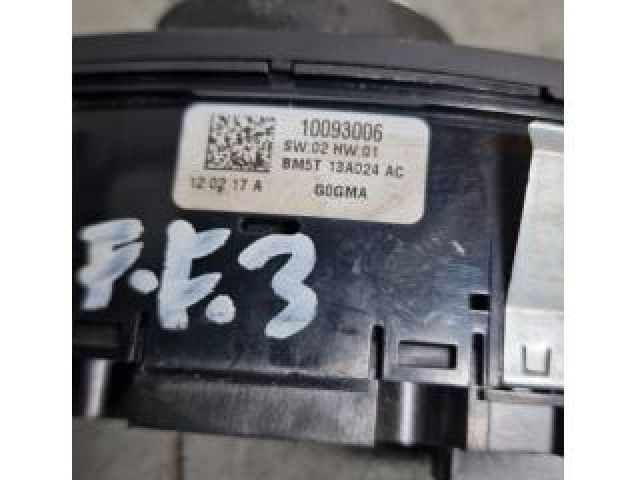 10093006
SW.02 HW.01
BM5T 13A024 AC
12 02 17 A G0GMA
F.F.3